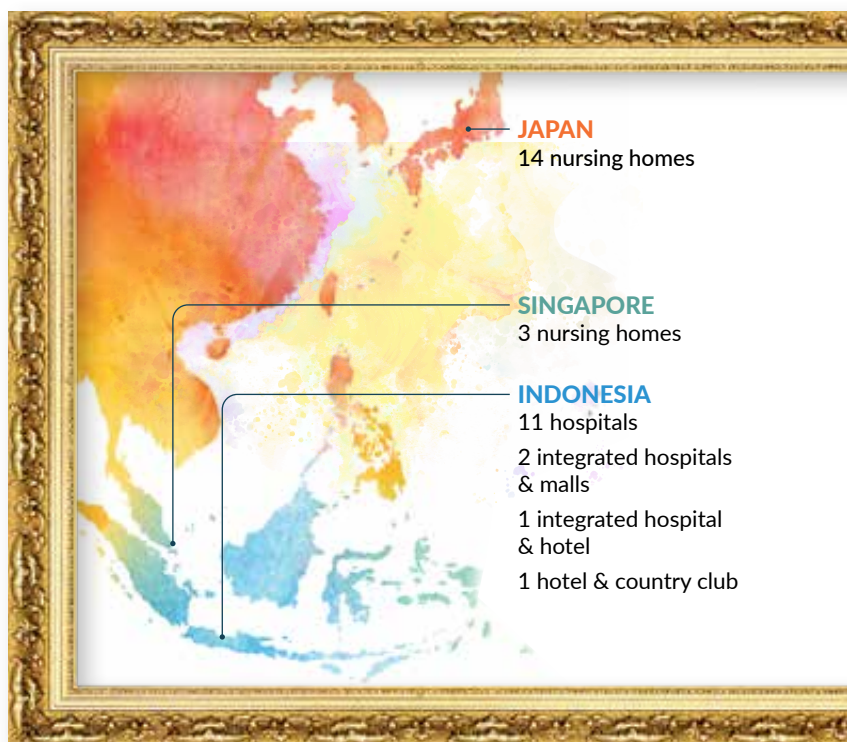 JAPAN
14 nursing homes
SINGAPORE
3 nursing homes
INDONESIA
11 hospitals
2 integrated hospitals
& malls
1 integrated hospital
& hotel
1 hotel & country club